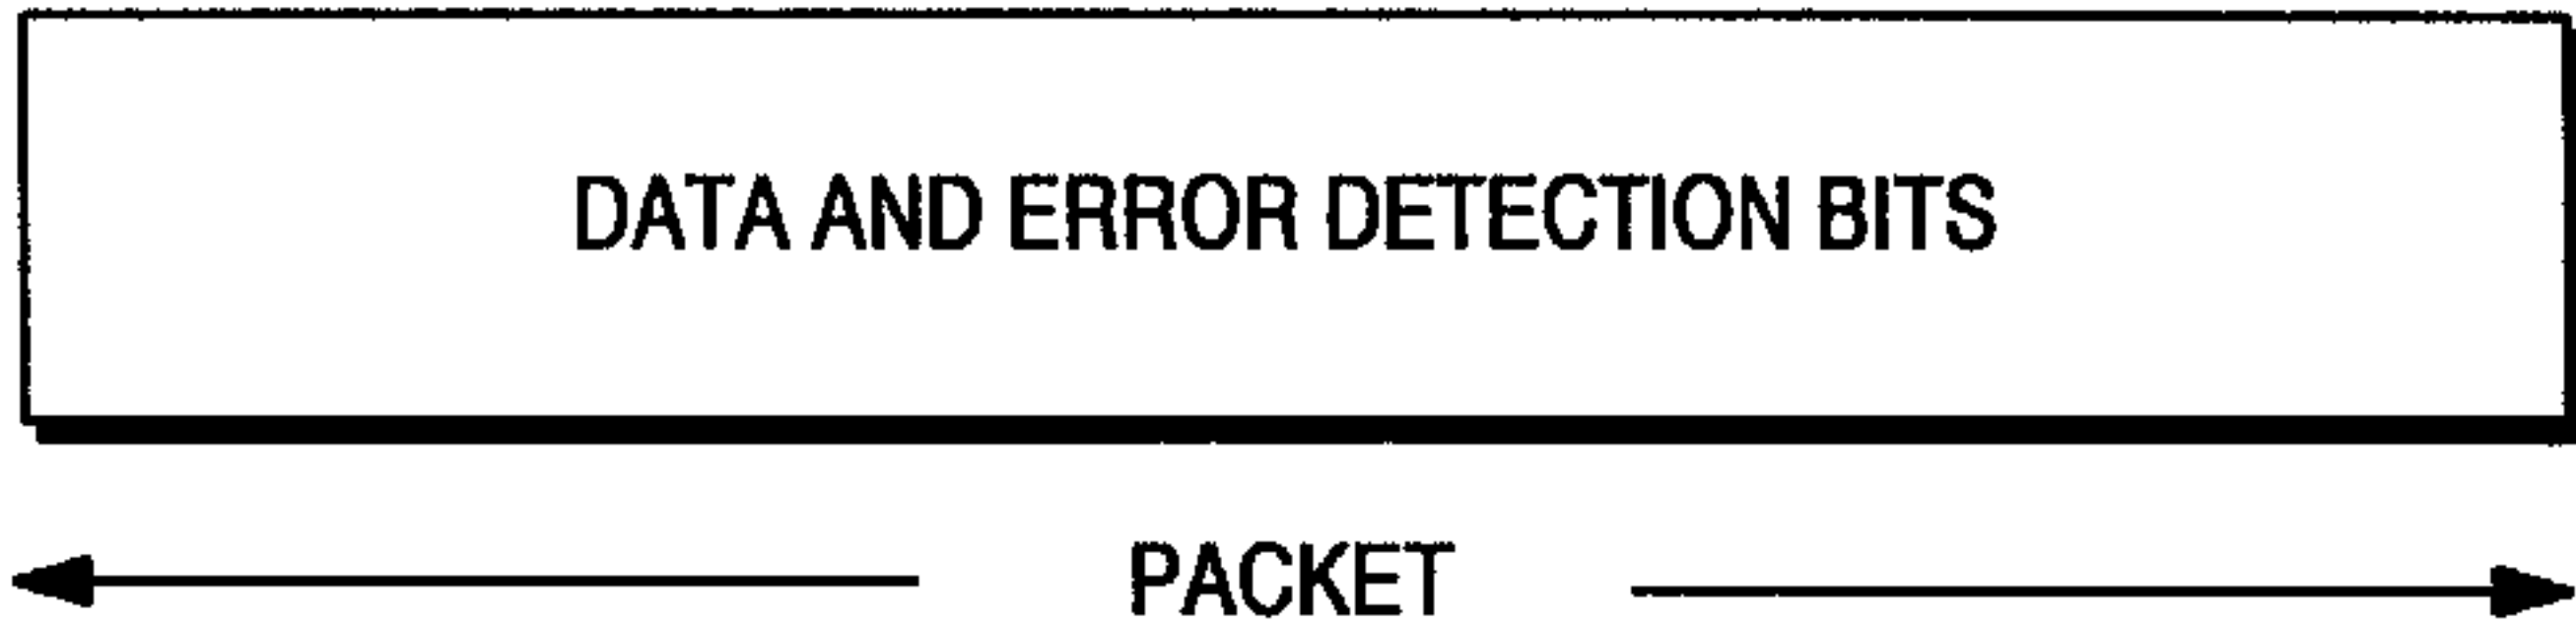 DATA AND ERROR DETECTION BITS
PACKET